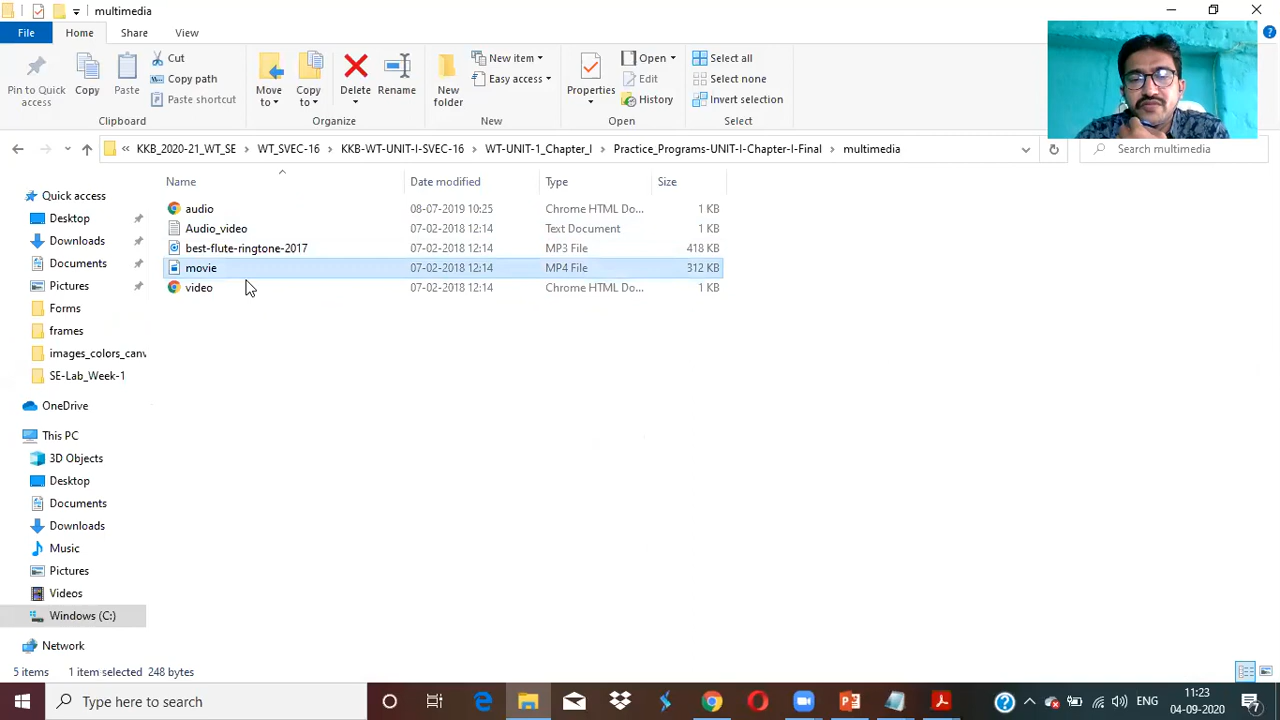 multimedia
File
Home
Share
View
Pin to Quick access
Copy
Paste
Cut
Copy path
Paste shortcut
Clipboard
Move to
Copy to
Delete
Rename
Organize
New folder
New item
Easy access
New
Properties
Open
Edit
History
Open
Select all
Select none
Invert selection
Select
« KKB_2020-21_WT_SE > WT_SVEC-16 > KKB-WT-UNIT-I-SVEC-16 > WT-UNIT-1_Chapter_I > Practice_Programs-UNIT-I-Chapter-I-Final > multimedia
Search multimedia
Name Date modified Type Size
audio 08-07-2019 10:25 Chrome HTML Do... 1 KB
Audio_video 07-02-2018 12:14 Text Document 1 KB
best-flute-ringtone-2017 07-02-2018 12:14 MP3 File 418 KB
movie 07-02-2018 12:14 MP4 File 312 KB
video 07-02-2018 12:14 Chrome HTML Do... 1 KB
Quick access
Desktop
Downloads
Documents
Pictures
Forms
frames
images_colors_canv
SE-Lab_Week-1
OneDrive
This PC
3D Objects
Desktop
Documents
Downloads
Music
Pictures
Videos
Windows (C:)
Network
5 items 1 item selected 248 bytes
Type here to search
ENG
11:23
04-09-2020
7